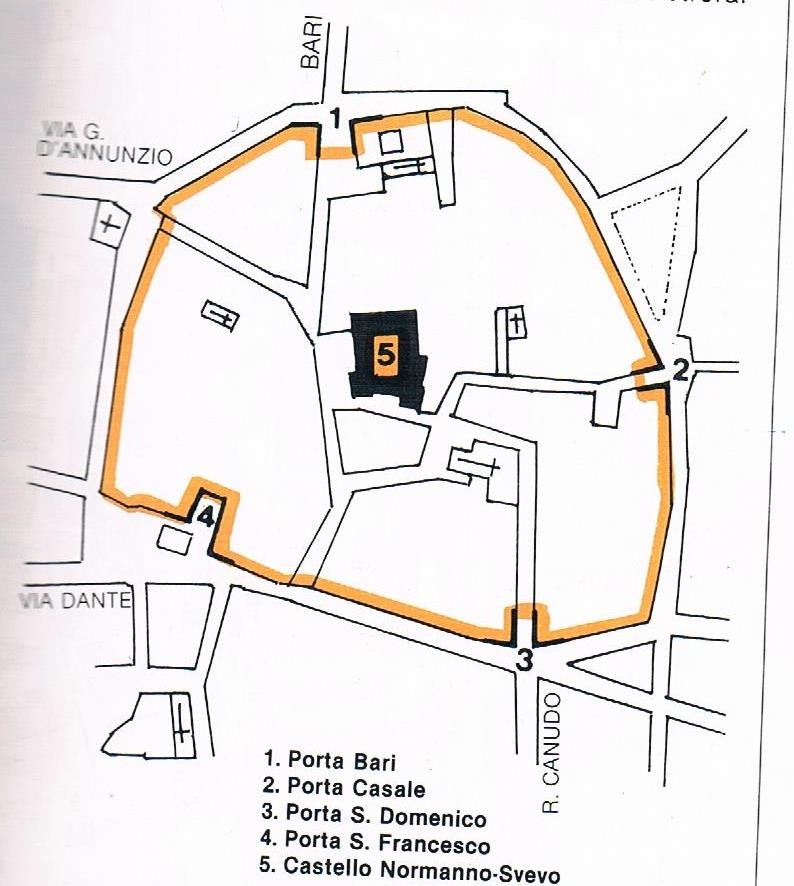 BARI
1
VIA G.
D'ANNUNZIO
5
2
4
VIA DANTE
3
R. CANUDO
1. Porta Bari
2. Porta Casale
3. Porta S. Domenico
4. Porta S. Francesco
5. Castello Normanno-Svevo